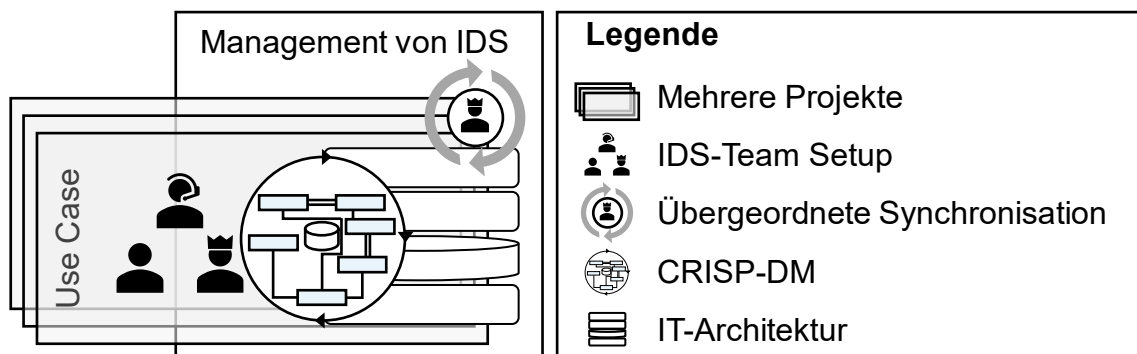 Management von IDS
Use Case
Legende
Mehrere Projekte
IDS-Team Setup
Übergeordnete Synchronisation
CRISP-DM
IT-Architektur